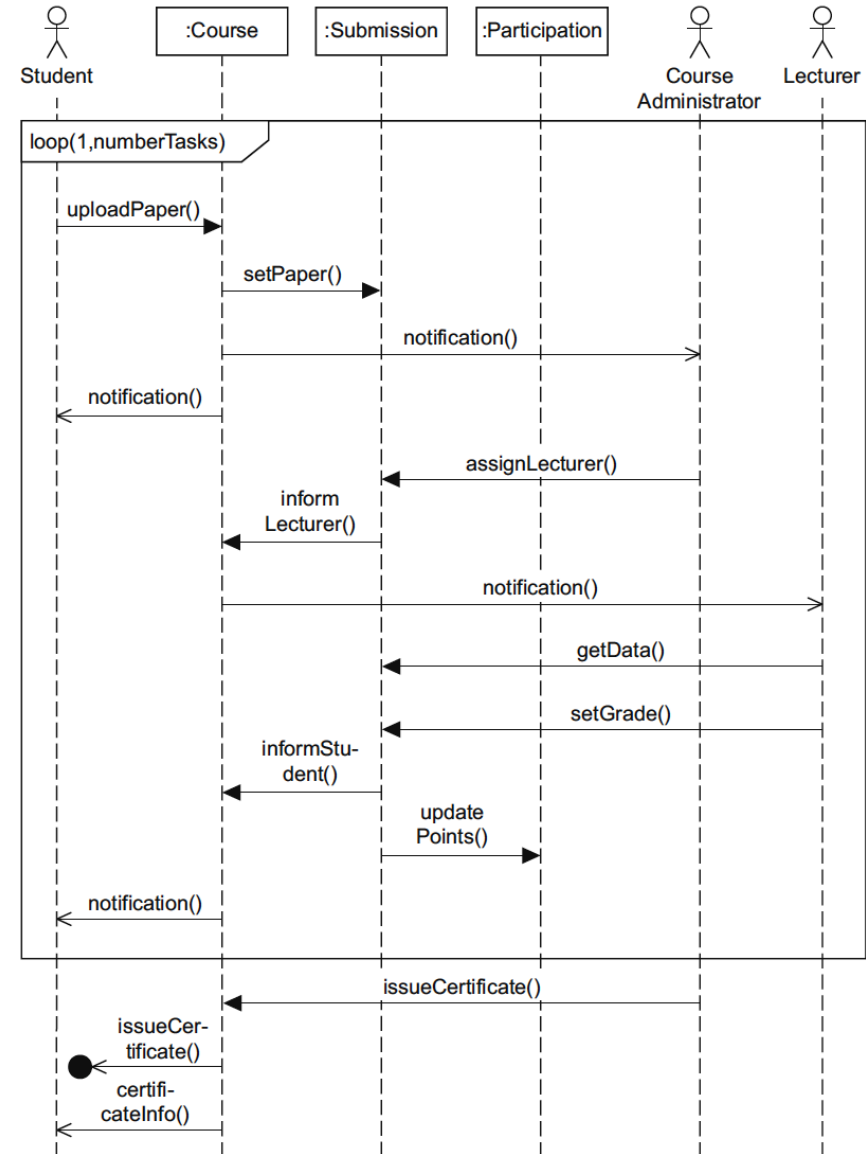 :Course
:Submission
:Participation
Student
Course
Administrator
Lecturer
loop(1,numberTasks)
uploadPaper()
setPaper()
notification()
notification()
assignLecturer()
inform
Lecturer()
notification()
getData()
setGrade()
informStu-
dent()
update
Points()
notification()
issueCertificate()
issueCer-
tificate()
certifi-
cateInfo()